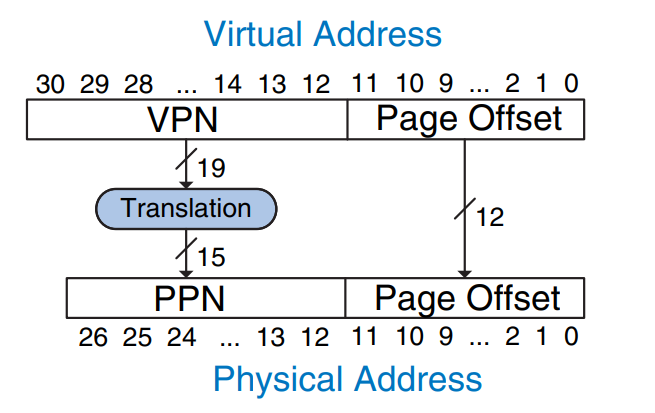 Virtual Address
30 29 28 ... 14 13 12 11 10 9 ... 2 1 0
VPN Page Offset
19
Translation
12
15
PPN Page Offset
26 25 24 ... 13 12 11 10 9 ... 2 1 0
Physical Address